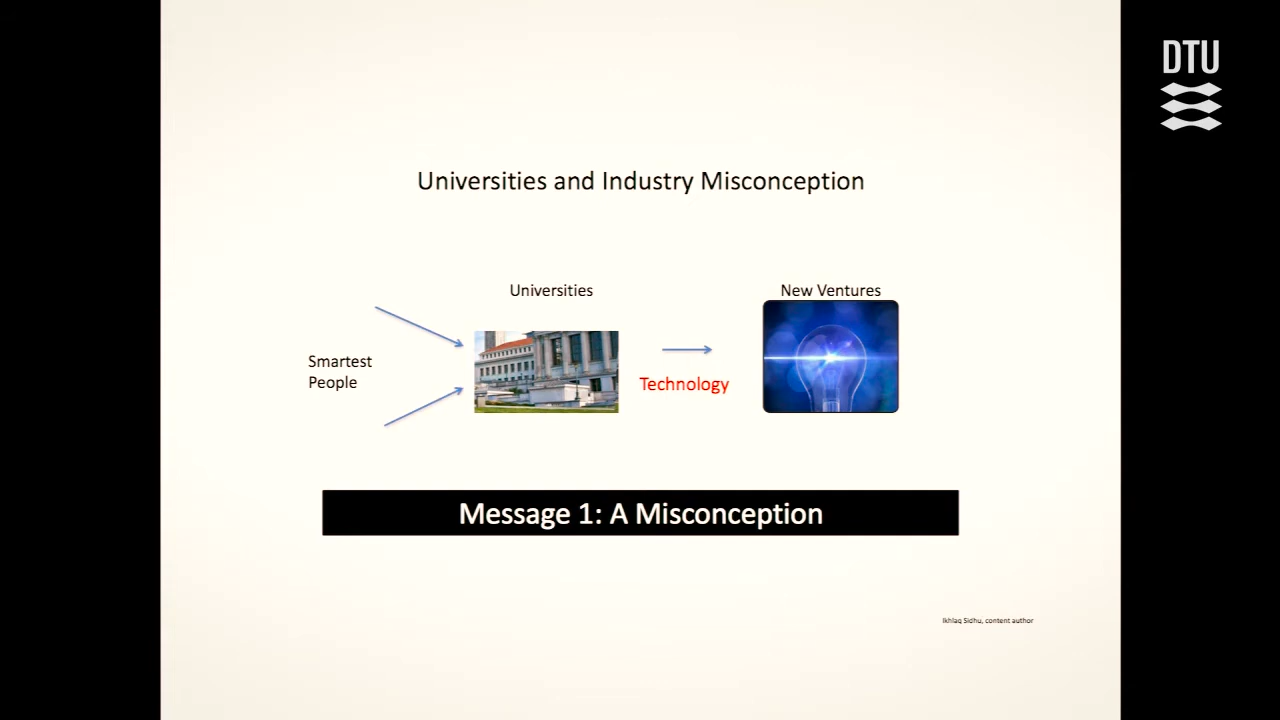 DTU
Universities and Industry Misconception
Universities
New Ventures
Smartest
People
Technology
Message 1: A Misconception
Ikhlaq Sidhu, content author